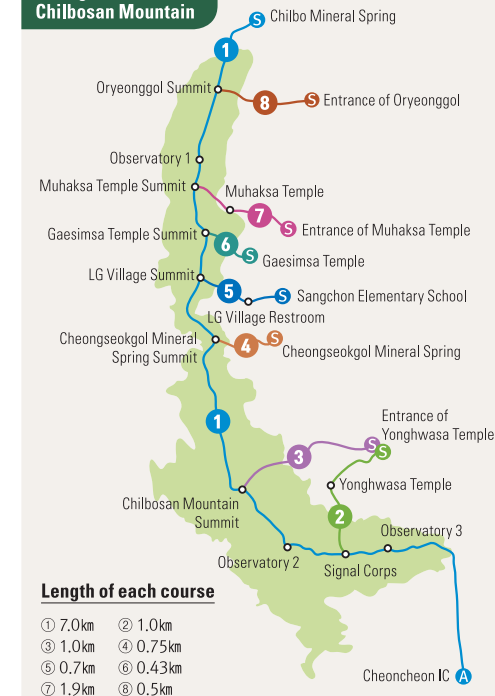 Chilbosan Mountain
S Chilbo Mineral Spring
1
Oryeonggol Summit
8
S Entrance of Oryeonggol
Observatory 1
Muhaksa Temple Summit
Muhaksa Temple
7
S Entrance of Muhaksa Temple
Gaesimsa Temple Summit
6
S Gaesimsa Temple
LG Village Summit
5
S Sangchon Elementary School
LG Village Restroom
Cheongseokgol Mineral
Spring Summit
4
S
Cheongseokgol Mineral Spring
1
Entrance of
Yonghwasa Temple
S
S
3
Yonghwasa Temple
Chilbosan Mountain
Summit
2
Observatory 3
Observatory 2
Signal Corps
Length of each course
① 7.0㎞ ② 1.0㎞
③ 1.0㎞ ④ 0.75㎞
⑤ 0.7㎞ ⑥ 0.43㎞
⑦ 1.9㎞ ⑧ 0.5㎞
Cheoncheon IC A